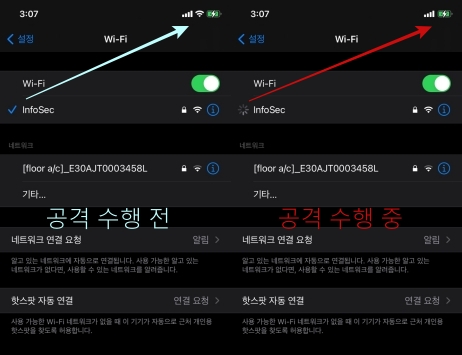 3:07
설정
Wi-Fi
Wi-Fi
InfoSec
네트워크
[floor a/c]_E30AJT0003458L
기타...
공격 수행 전
네트워크 연결 요청
알림
알고 있는 네트워크에 자동으로 연결됩니다. 사용 가능한 알고 있는
네트워크가 없다면, 사용할 수 있는 네트워크를 알려줍니다.
핫스팟 자동 연결
연결 요청
사용 가능한 Wi-Fi 네트워크가 없을 때 이 기기가 자동으로 근처 개인용
핫스팟을 찾도록 허용합니다.
3:07
설정
Wi-Fi
Wi-Fi
InfoSec
네트워크
[floor a/c]_E30AJT0003458L
기타...
공격 수행 중
네트워크 연결 요청
알림
알고 있는 네트워크에 자동으로 연결됩니다. 사용 가능한 알고 있는
네트워크가 없다면, 사용할 수 있는 네트워크를 알려줍니다.
핫스팟 자동 연결
연결 요청
사용 가능한 Wi-Fi 네트워크가 없을 때 이 기기가 자동으로 근처 개인용
핫스팟을 찾도록 허용합니다.